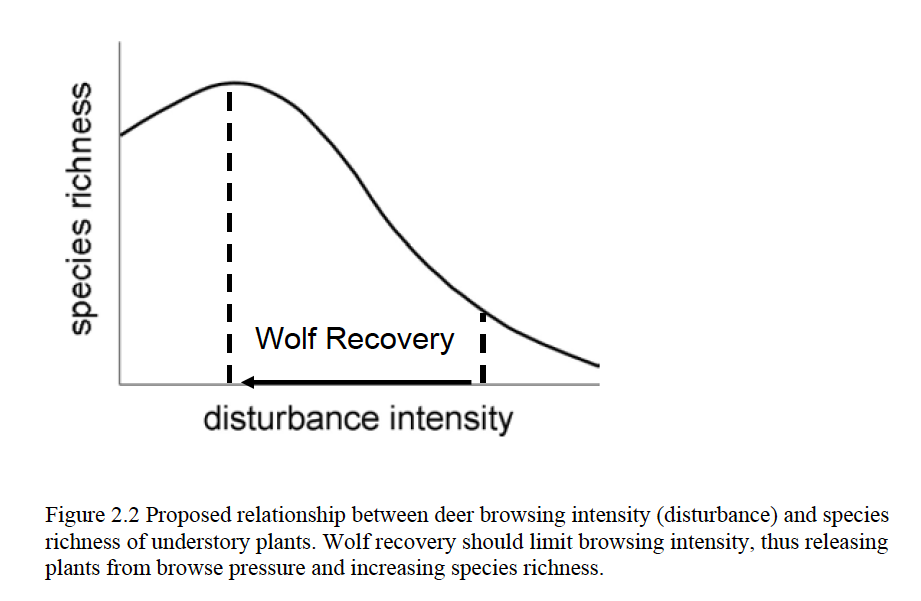 species richness
Wolf Recovery
disturbance intensity
Figure 2.2 Proposed relationship between deer browsing intensity (disturbance) and species
richness of understory plants. Wolf recovery should limit browsing intensity, thus releasing
plants from browse pressure and increasing species richness.